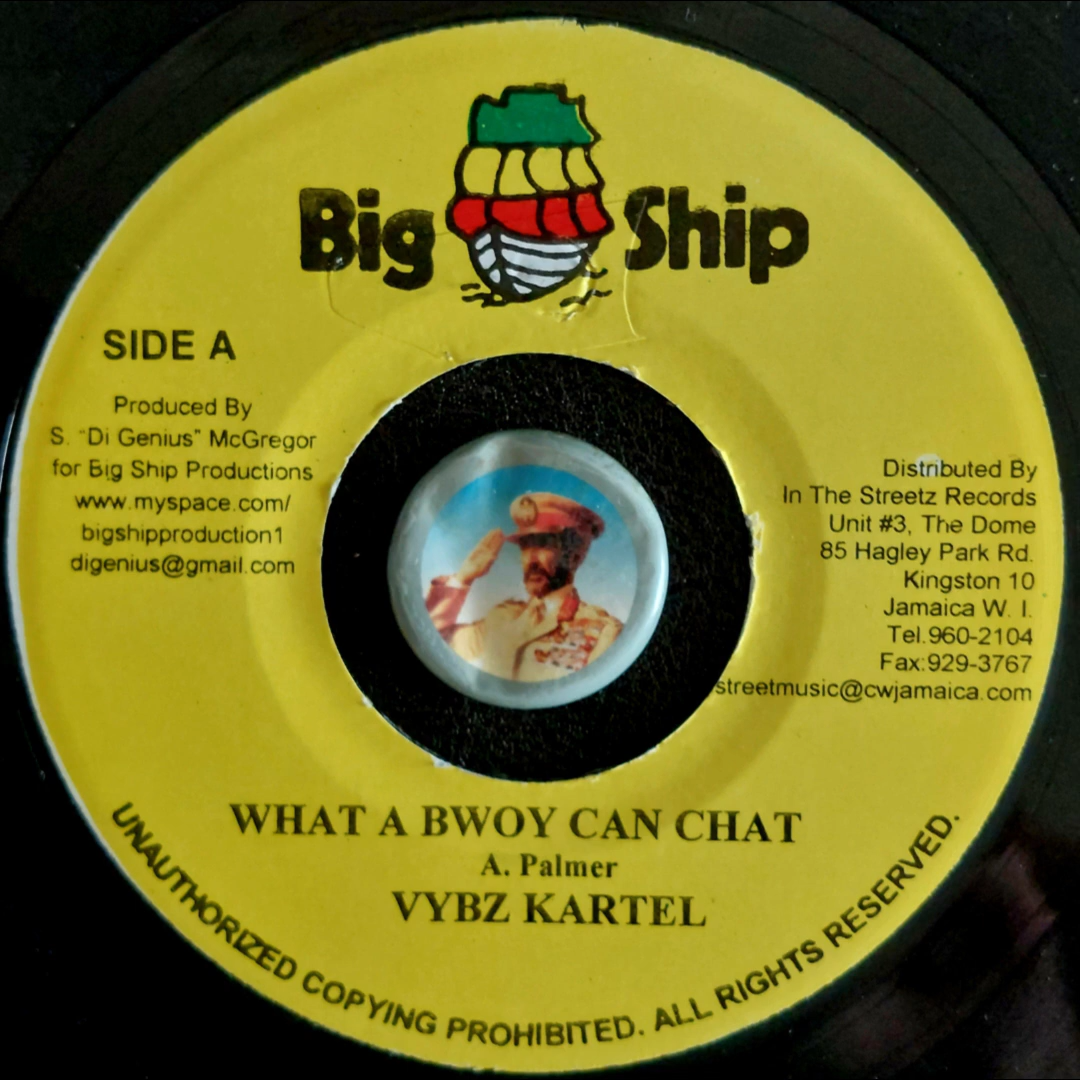 Big Ship
SIDE A
Produced By
S. "Di Genius" McGregor
for Big Ship Productions
www.myspace.com/
bigshipproduction1
digenius@gmail.com
Distributed By
In The Streetz Records
Unit #3, The Dome
85 Hagley Park Rd.
Kingston 10
Jamaica W. I.
Tel.960-2104
Fax:929-3767
streetmusic@cwjamaica.com
WHAT A BWOY CAN CHAT
A. Palmer
VYBZ KARTEL
UNAUTHORIZED COPYING PROHIBITED. ALL RIGHTS RESERVED.